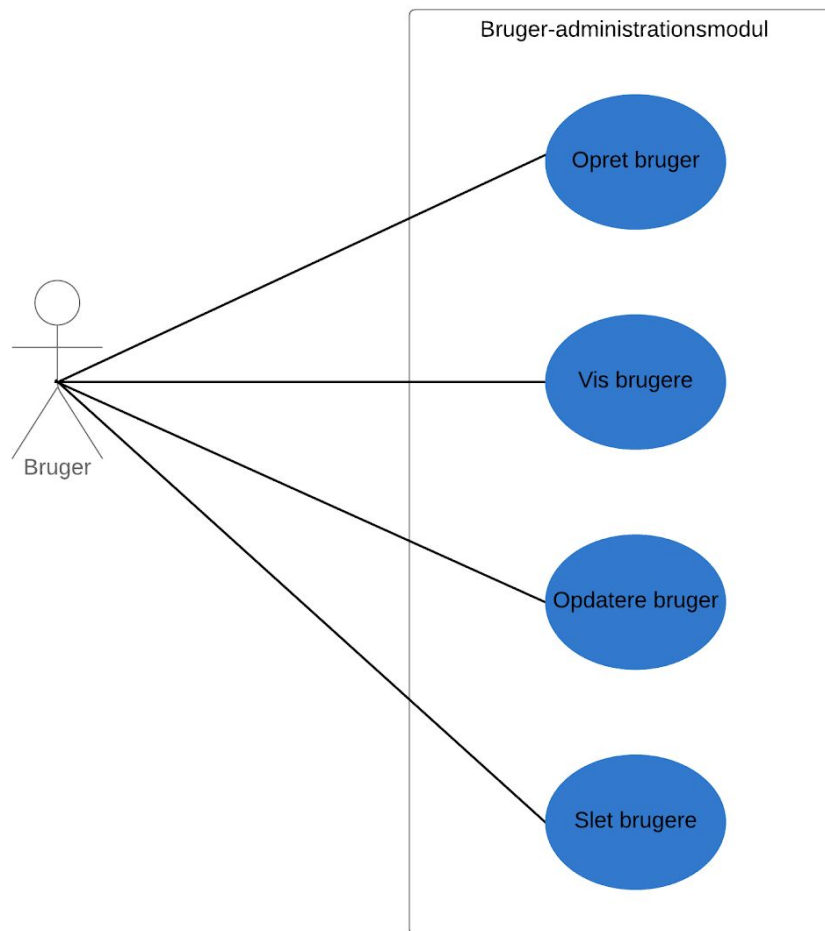 Bruger-administrationsmodul
Opret bruger
Vis brugere
Bruger
Opdatere bruger
Slet brugere